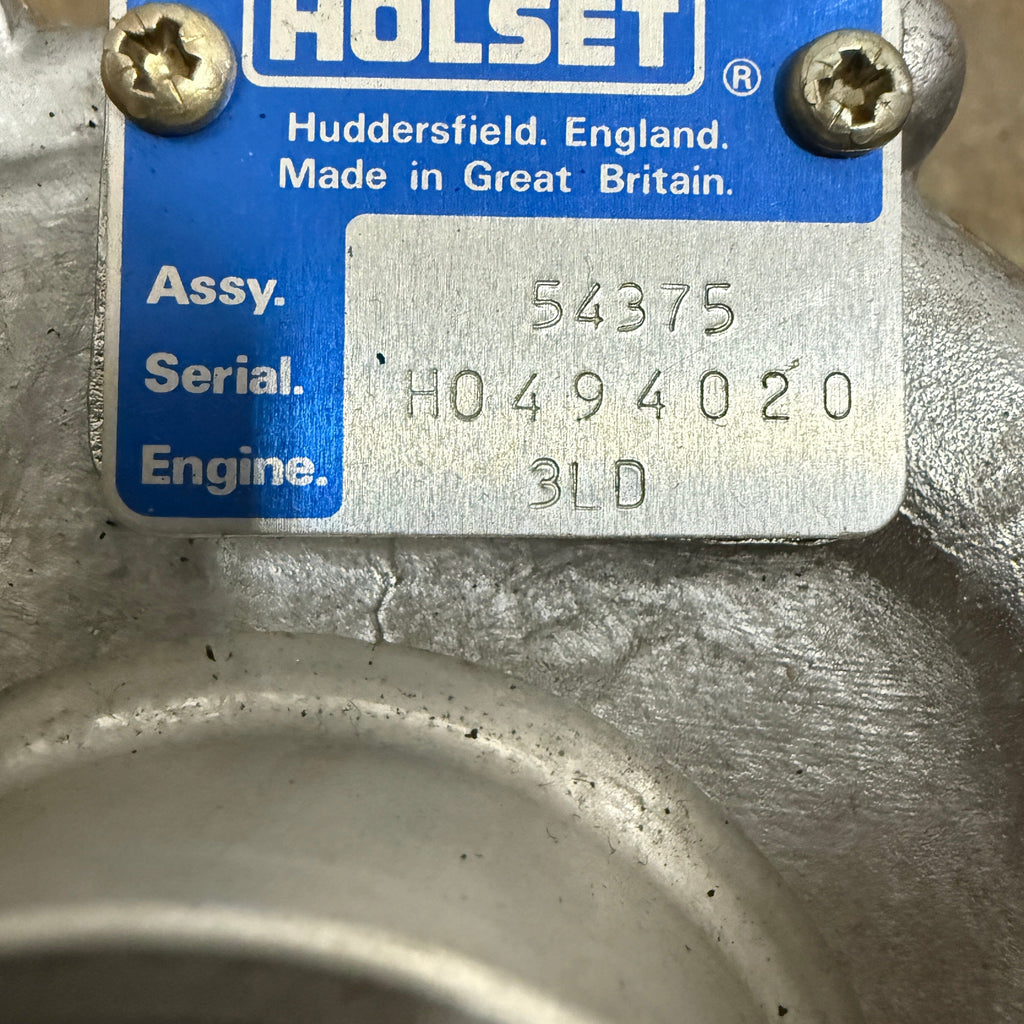 HOLSET
®
Huddersfield. England.
Made in Great Britain.
Assy. 54375
Serial. H0494020
Engine. 3LD